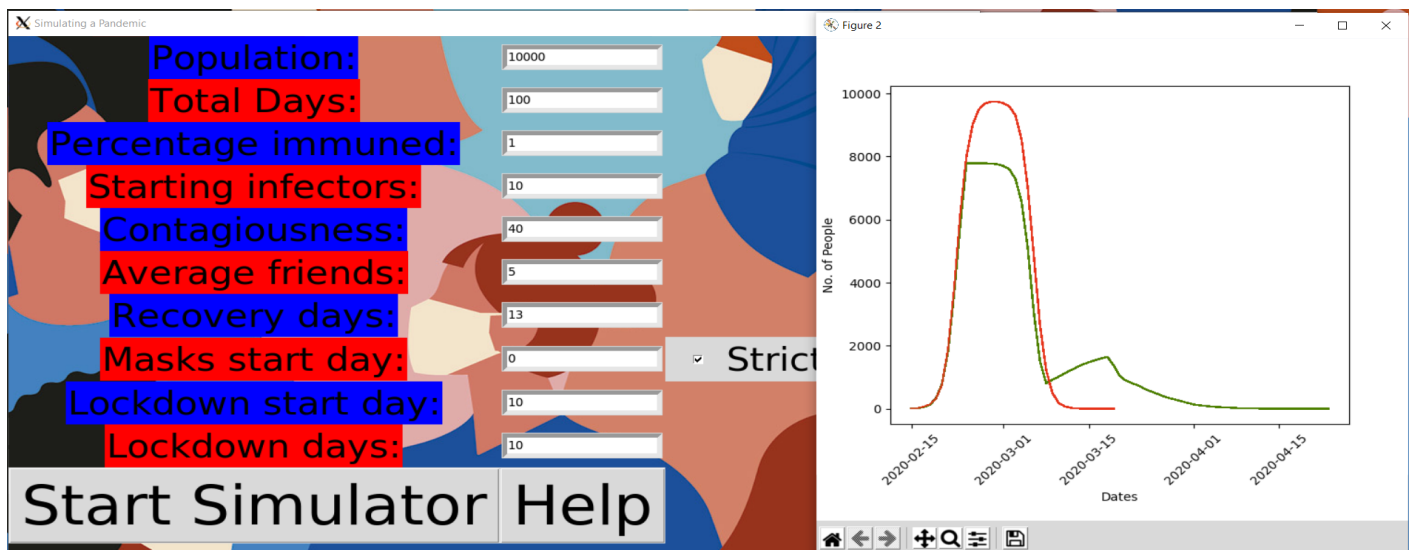 Simulating a Pandemic
Population: 10000
Total Days: 100
Percentage immuned: 1
Starting infectors: 10
Contagiousness: 40
Average friends: 5
Recovery days: 13
Masks start day: 0 Strict
Lockdown start day: 10
Lockdown days: 10
Start Simulator Help
Figure 2
No. of People
10000
8000
6000
4000
2000
0
2020-02-15 2020-03-01 2020-03-15 2020-04-01 2020-04-15
Dates